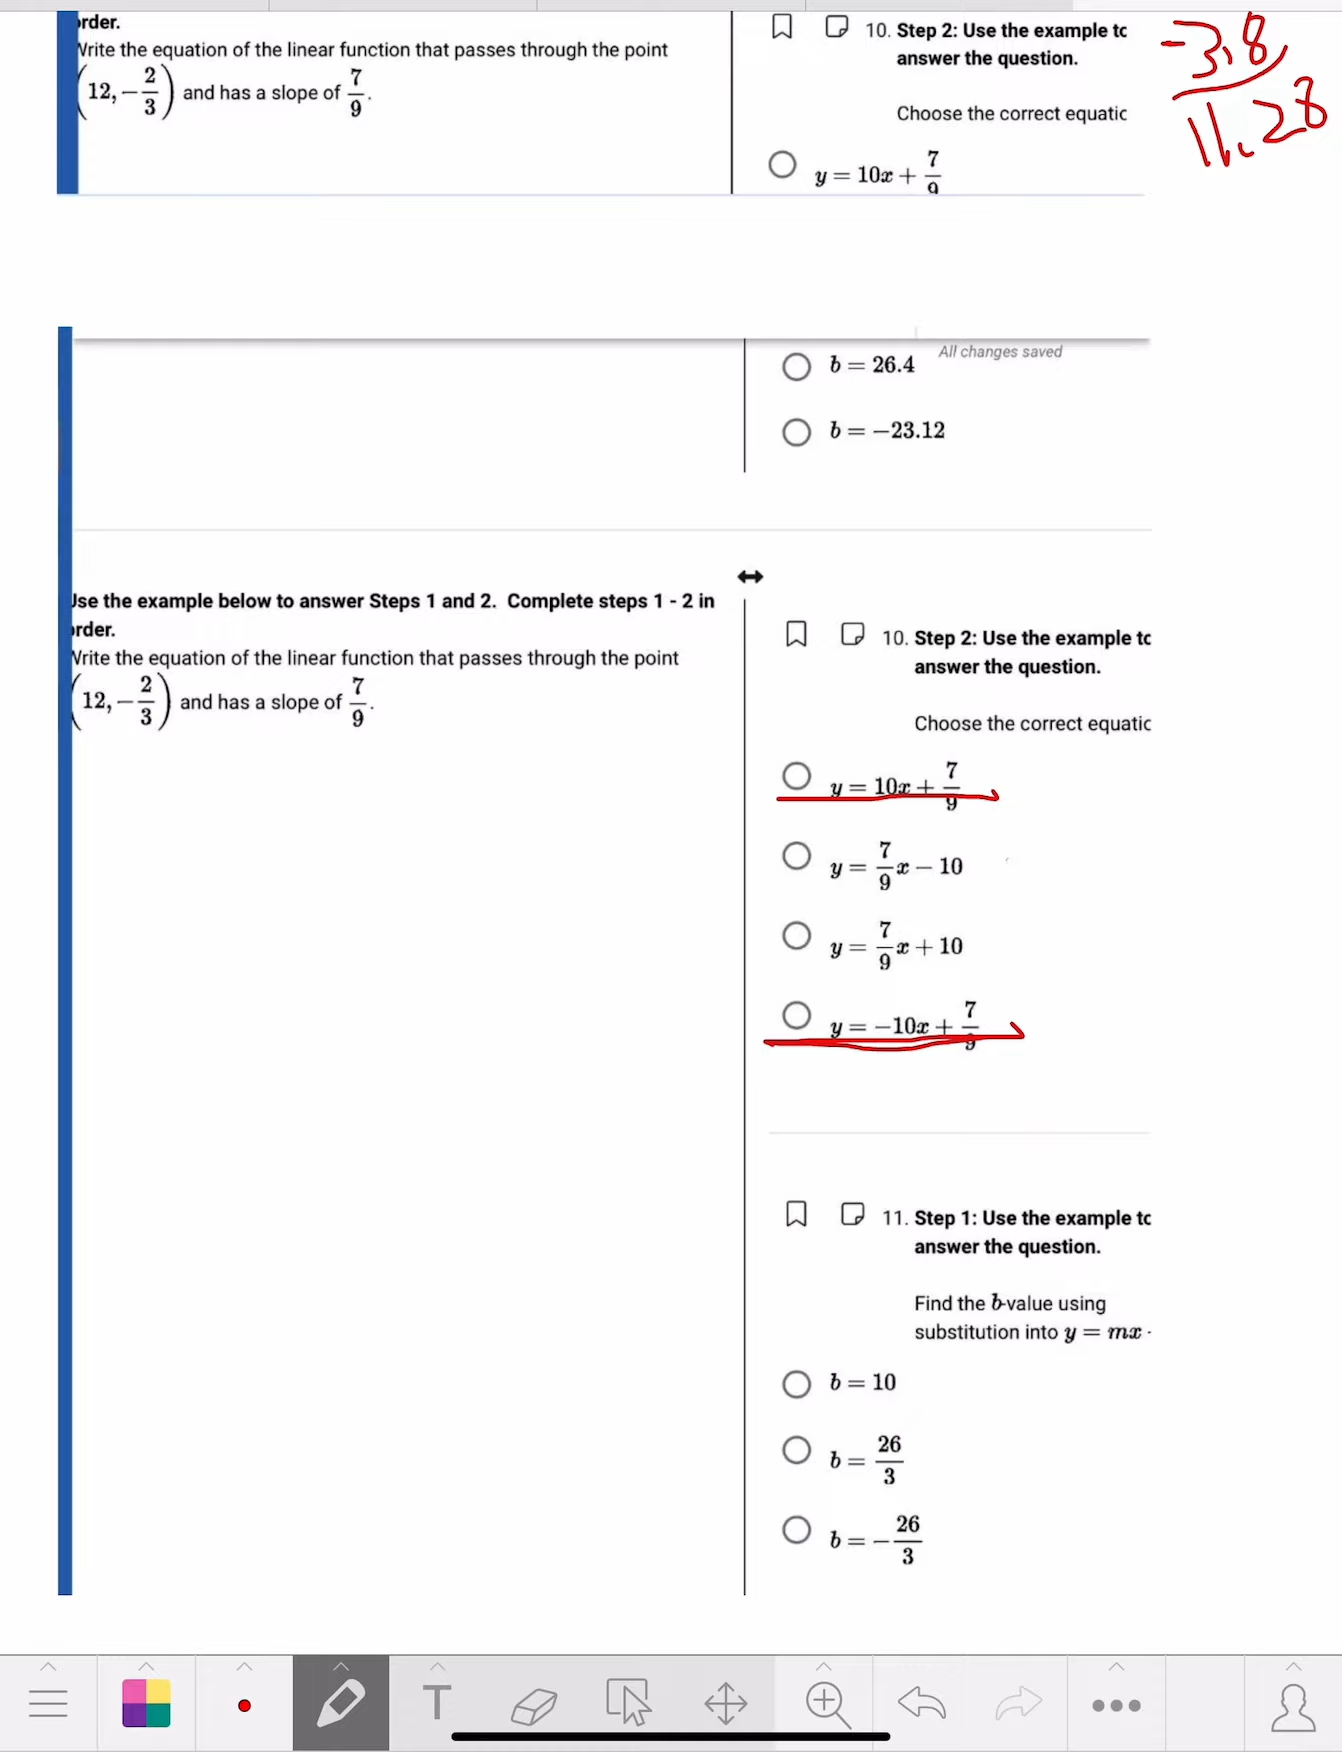 rder.
Write the equation of the linear function that passes through the point
(12, -2/3) and has a slope of 7/9.
10. Step 2: Use the example to
answer the question.
Choose the correct equatic
y = 10x + 7/9
-3.8
11.28
All changes saved
b = 26.4
b = -23.12
Use the example below to answer Steps 1 and 2. Complete steps 1 - 2 in
rder.
Write the equation of the linear function that passes through the point
(12, -2/3) and has a slope of 7/9.
10. Step 2: Use the example to
answer the question.
Choose the correct equatic
y = 10x + 7/9
y = 7/9x - 10
y = 7/9x + 10
y = -10x + 7/9
11. Step 1: Use the example to
answer the question.
Find the b-value using
substitution into y = mx
b = 10
b = 26/3
b = -26/3
T